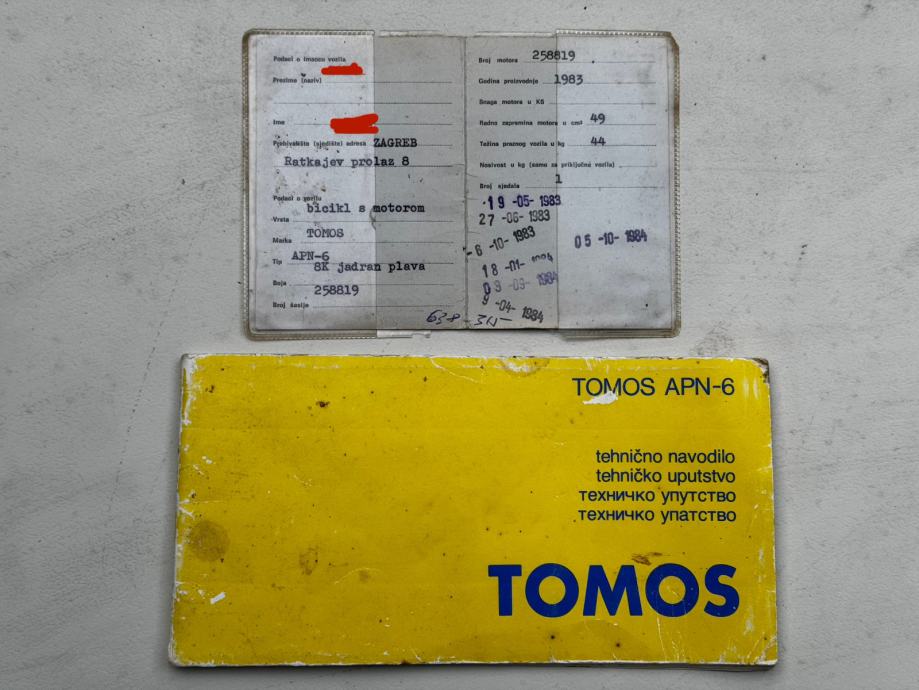 Podaci o imaocu vozila
Prezime (naziv)
Ime
Prebivalište (sjedište) adresa ZAGREB
Ratkajev prolaz 8
Podaci o vozilu
bicikl s motorom
Vrsta
TOMOS
Marka
APN-6
Tip
8K jadran plava
Boja
258819
Broj šasije
Broj motora 258819
Godina proizvodnje 1983
Snaga motora u KS
Radno zapremina motora u cm³ 49
Težina praznog vozila u kg 44
Nosivost u kg (samo za priključna vozila)
Broj sjedala 1
19 -05- 1983
27 -06- 1983
-6 -10- 1983
05 -10- 1984
18 -01- 1984
09 -03- 1984
9 -04- 1984
TOMOS APN-6
tehnično navodilo
tehničko uputstvo
техничко упутство
техничко упатство
TOMOS